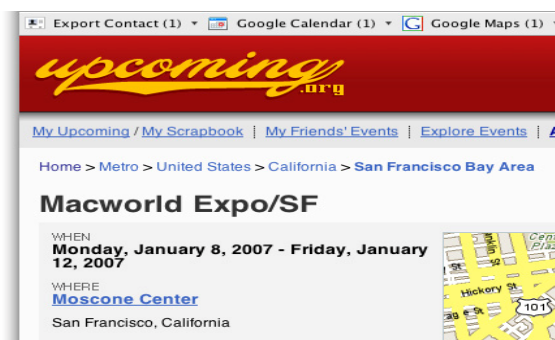 Export Contact (1) Google Calendar (1) Google Maps (1)
upcoming
.org
My Upcoming / My Scrapbook | My Friends' Events | Explore Events |
Home > Metro > United States > California > San Francisco Bay Area
Macworld Expo/SF
WHEN
Monday, January 8, 2007 - Friday, January
12, 2007
WHERE
Moscone Center
San Francisco, California
Hickory St
101